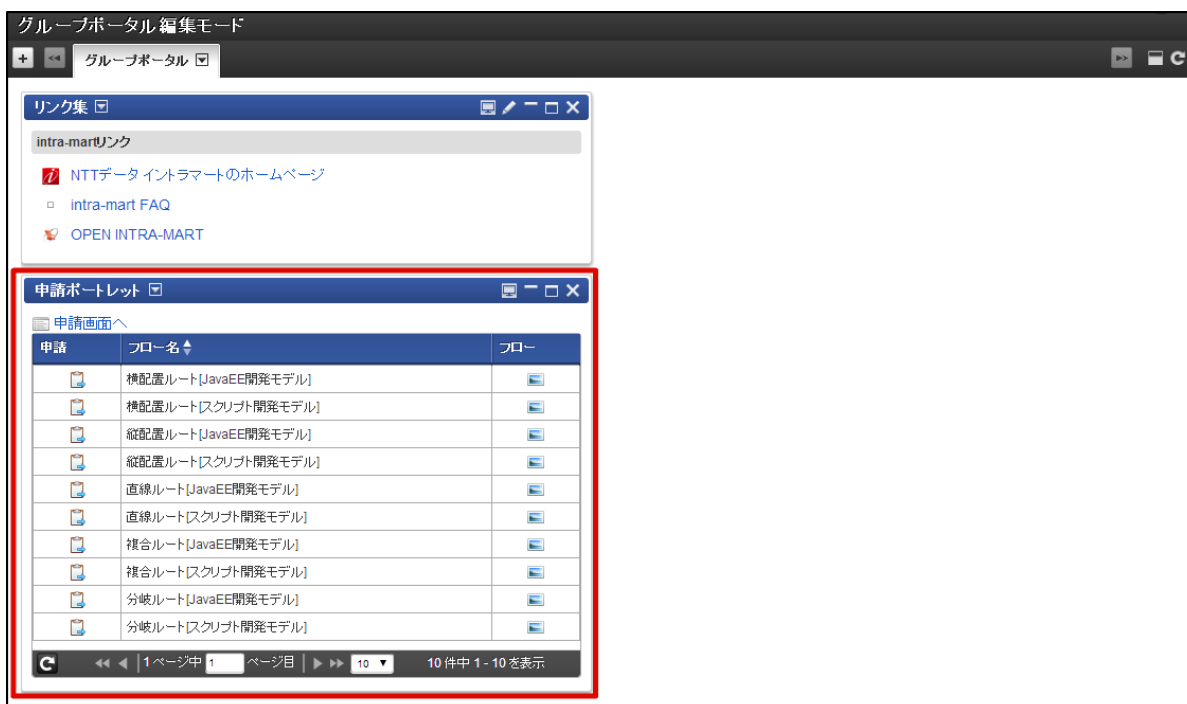 グループポータル 編集モード
グループポータル
リンク集
intra-martリンク
NTTデータ イントラマートのホームページ
intra-mart FAQ
OPEN INTRA-MART
申請ポートレット
申請画面へ
申請 フロー名 フロー
横配置ルート[JavaEE開発モデル]
横配置ルート[スクリプト開発モデル]
縦配置ルート[JavaEE開発モデル]
縦配置ルート[スクリプト開発モデル]
直線ルート[JavaEE開発モデル]
直線ルート[スクリプト開発モデル]
複合ルート[JavaEE開発モデル]
複合ルート[スクリプト開発モデル]
分岐ルート[JavaEE開発モデル]
分岐ルート[スクリプト開発モデル]
1 ページ中 1 ページ目 10 10 件中 1 - 10 を表示